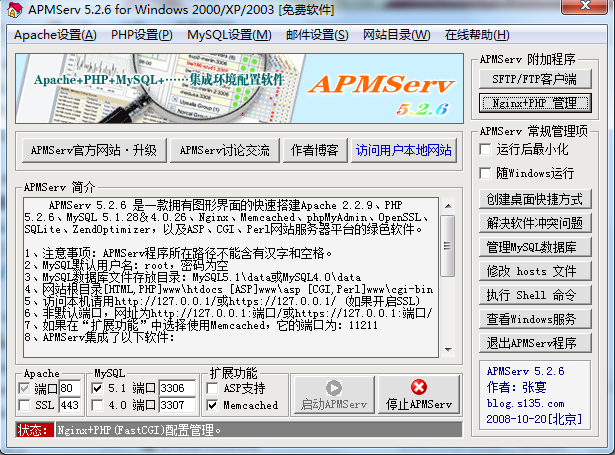 APMServ 5.2.6 for Windows 2000/XP/2003 [免费软件]
Apache设置(A) PHP设置(P) MySQL设置(M) 邮件设置(S) 网站目录(W) 在线帮助(H)
Apache+PHP+MySQL+……集成环境配置软件
APMServ
5.2.6
APMServ 附加程序
SFTP/FTP客户端
Nginx+PHP 管理
APMServ官方网站·升级 APMServ讨论交流 作者博客 访问用户本地网站
APMServ 常规管理项
运行后最小化
随Windows运行
创建桌面快捷方式
解决软件冲突问题
管理MySQL数据库
修改 hosts 文件
执行 Shell 命令
查看Windows服务
退出APMServ程序
APMServ 简介
APMServ 5.2.6 是一款拥有图形界面的快速搭建Apache 2.2.9、PHP
5.2.6、MySQL 5.1.28&4.0.26、Nginx、Memcached、phpMyAdmin、OpenSSL、
SQLite、ZendOptimizer，以及ASP、CGI、Perl网站服务器平台的绿色软件。
1、注意事项：APMServ程序所在路径不能含有汉字和空格。
2、MySQL默认用户名：root，密码为空
3、MySQL数据库文件存放目录：MySQL5.1\data或MySQL4.0\data
4、网站根目录[HTML,PHP]www\htdocs [ASP]www\asp [CGI,Perl]www\cgi-bin
5、访问本机请用http://127.0.0.1/或https://127.0.0.1/（如果开启SSL）
6、非默认端口，网址为http://127.0.0.1:端口/或https://127.0.0.1:端口/
7、如果在“扩展功能”中选择使用Memcached，它的端口为：11211
8、APMServ集成了以下软件：
Apache
端口 80
SSL 443
MySQL
5.1 端口 3306
4.0 端口 3307
扩展功能
ASP支持
Memcached
启动APMServ
停止APMServ
APMServ 5.2.6
作者：张宴
blog.s135.com
2008-10-20[北京]
状态： Nginx+PHP(FastCGI)配置管理。